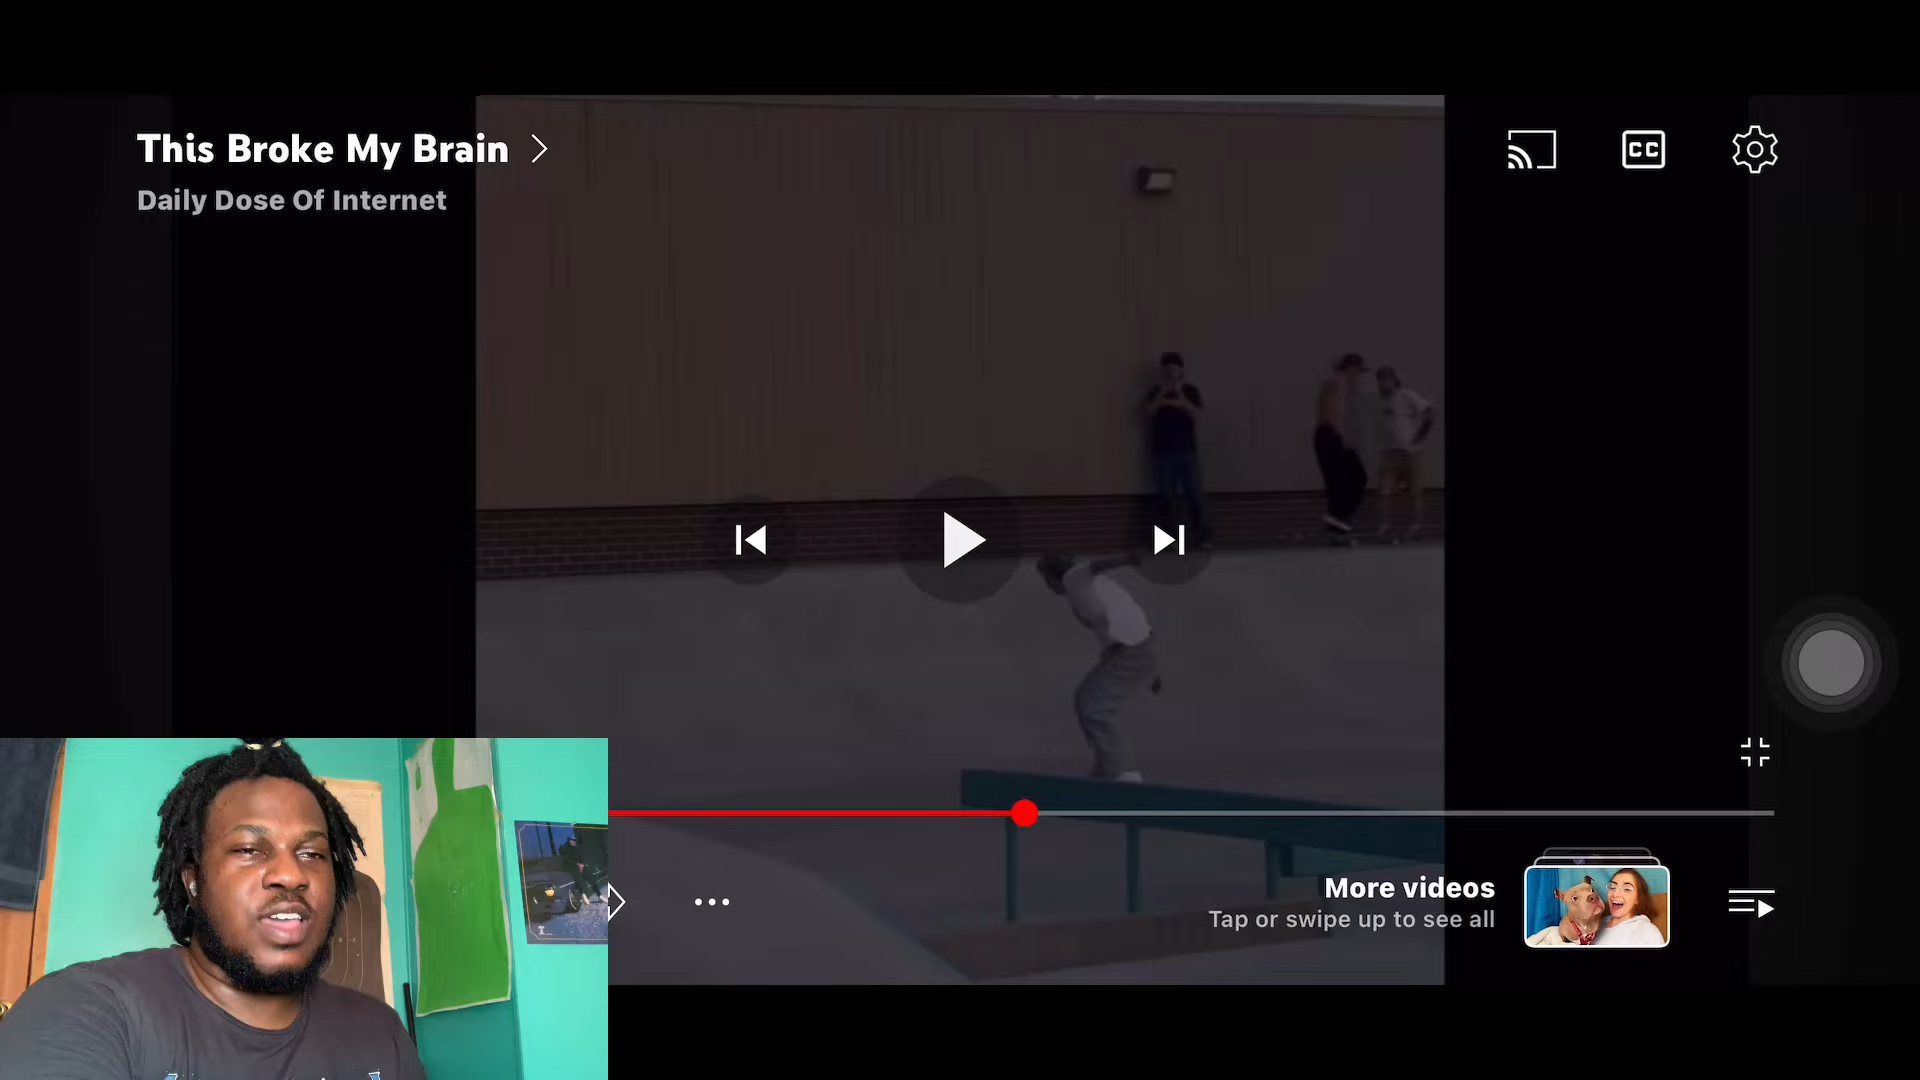 This Broke My Brain
Daily Dose Of Internet
CC
More videos
Tap or swipe up to see all